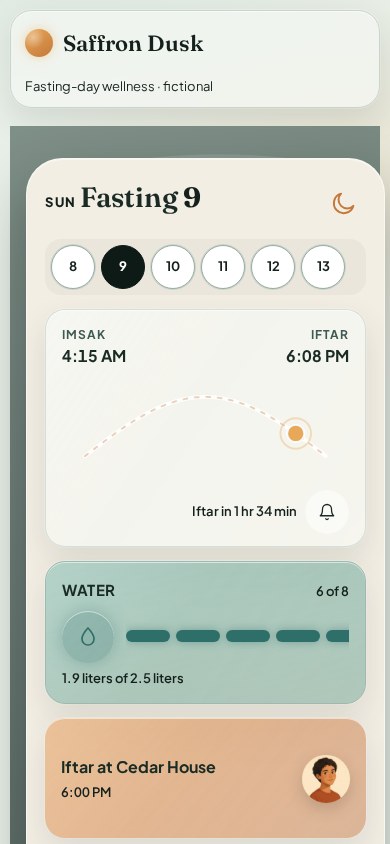 Saffron Dusk
Fasting-day wellness · fictional
SUN Fasting 9
8 9 10 11 12 13
IMSAK IFTAR
4:15 AM 6:08 PM
Iftar in 1 hr 34 min
WATER 6 of 8
1.9 liters of 2.5 liters
Iftar at Cedar House
6:00 PM